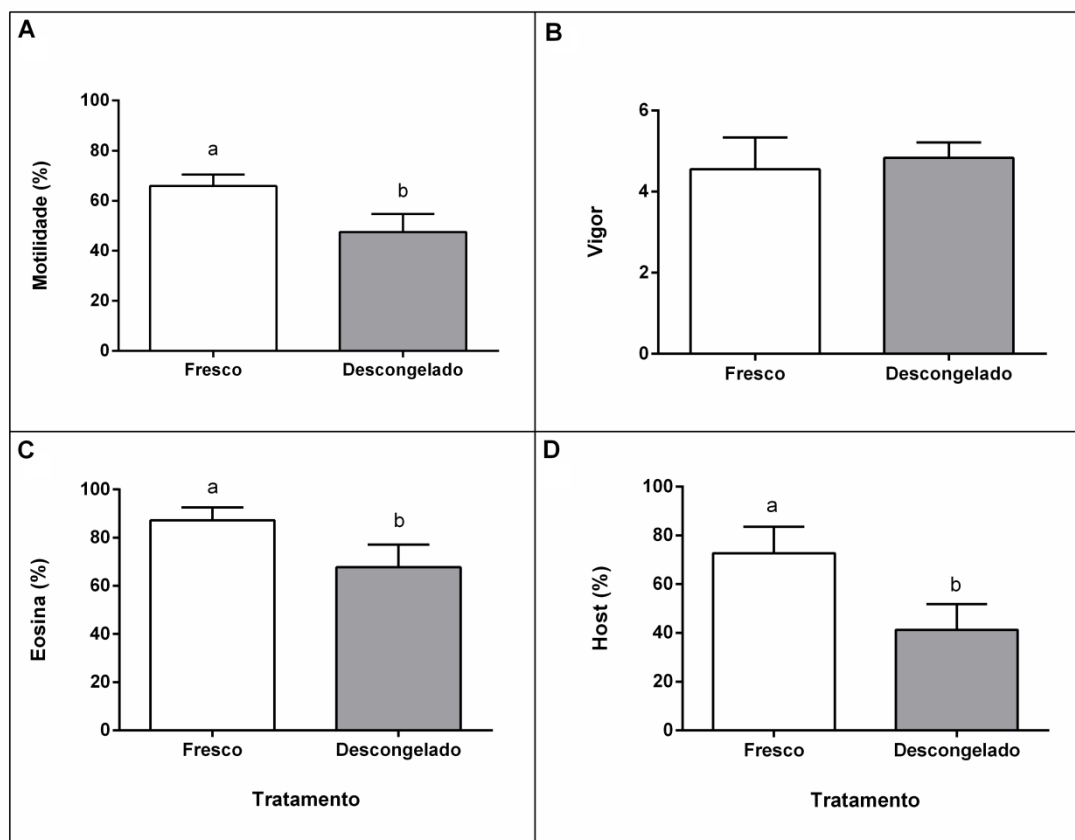 A
Motilidade (%)
100
80
60
40
20
0
a
b
Fresco Descongelado
B
Vigor
6
4
2
0
Fresco Descongelado
C
Eosina (%)
100
80
60
40
20
0
a
b
Fresco Descongelado
Tratamento
D
Host (%)
100
80
60
40
20
0
a
b
Fresco Descongelado
Tratamento